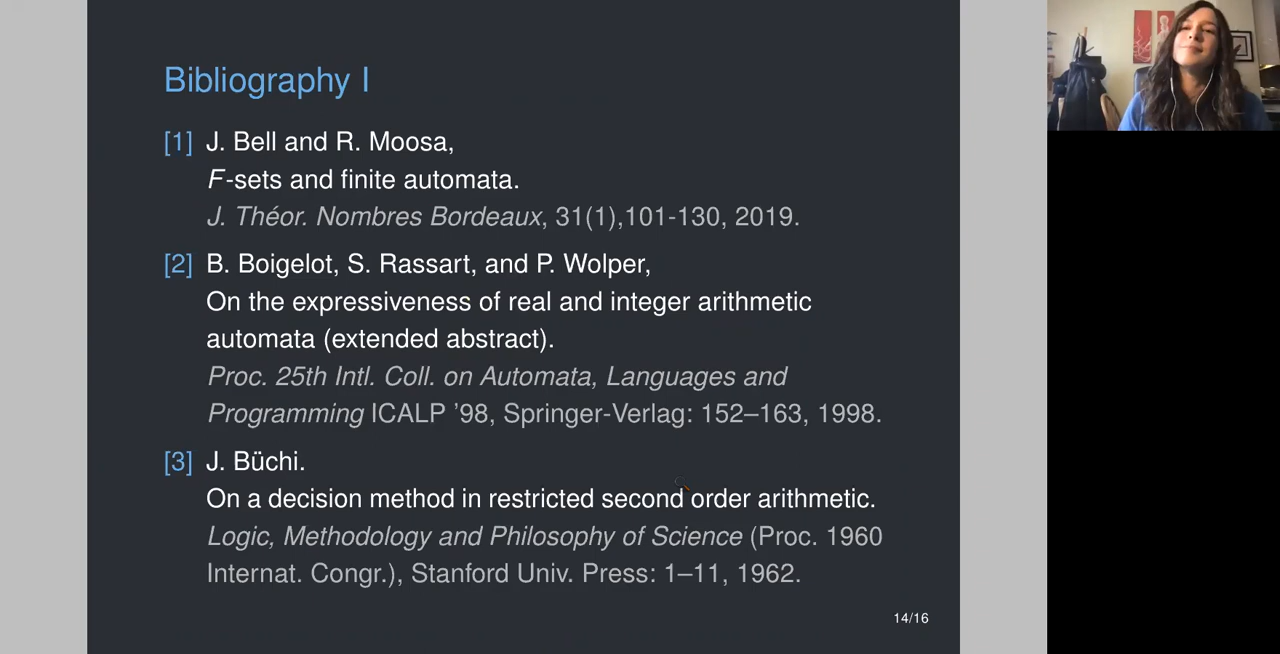 Bibliography I
[1] J. Bell and R. Moosa,
F-sets and finite automata.
J. Théor. Nombres Bordeaux, 31(1),101-130, 2019.
[2] B. Boigelot, S. Rassart, and P. Wolper,
On the expressiveness of real and integer arithmetic
automata (extended abstract).
Proc. 25th Intl. Coll. on Automata, Languages and
Programming ICALP ’98, Springer-Verlag: 152–163, 1998.
[3] J. Büchi.
On a decision method in restricted second order arithmetic.
Logic, Methodology and Philosophy of Science (Proc. 1960
Internat. Congr.), Stanford Univ. Press: 1–11, 1962.
14/16